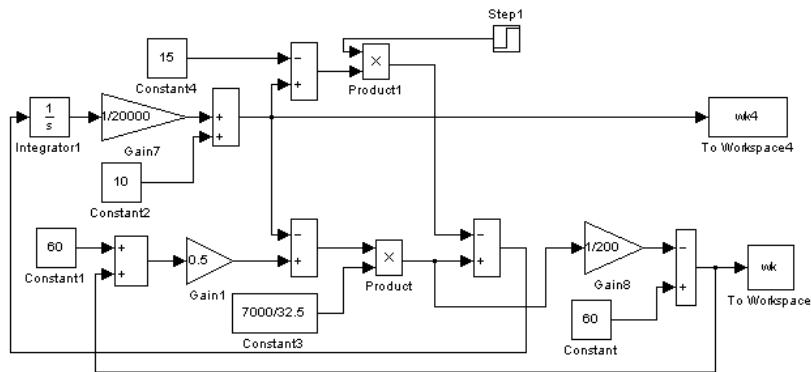 Step1
15
Constant4
Product1
1
s
Integrator1
1/20000
Gain7
wk4
To Workspace4
10
Constant2
60
Constant1
0.5
Gain1
7000/32.5
Constant3
Product
1/200
Gain8
60
Constant
wk
To Workspace